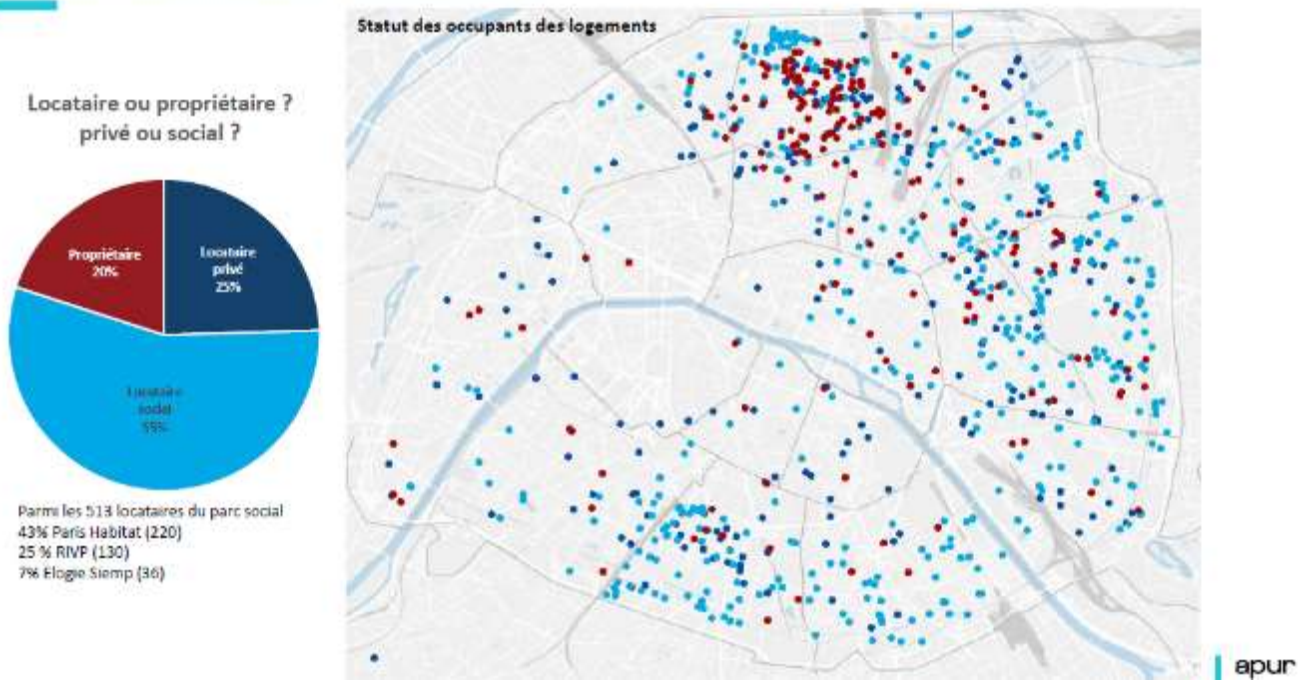 Statut des occupants des logements
Locataire ou propriétaire ?
privé ou social ?
Propriétaire
20%
Locataire
privé
25%
Locataire
social
55%
Parmi les 513 locataires du parc social
43% Paris Habitat (220)
25 % RIVP (130)
7% Elogie Siemp (36)
apur